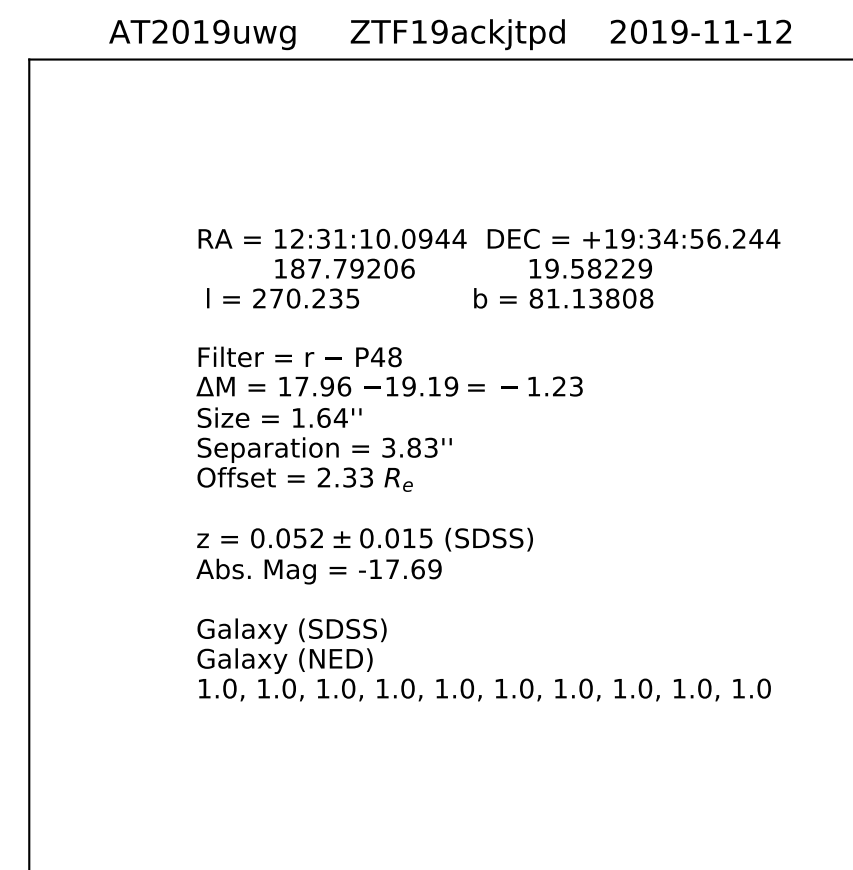 AT2019uwg ZTF19ackjtpd 2019-11-12
RA = 12:31:10.0944 DEC = +19:34:56.244
187.79206 19.58229
l = 270.235 b = 81.13808
Filter = r − P48
ΔM = 17.96 −19.19 = − 1.23
Size = 1.64''
Separation = 3.83''
Offset = 2.33 Rₑ
z = 0.052 ± 0.015 (SDSS)
Abs. Mag = -17.69
Galaxy (SDSS)
Galaxy (NED)
1.0, 1.0, 1.0, 1.0, 1.0, 1.0, 1.0, 1.0, 1.0, 1.0